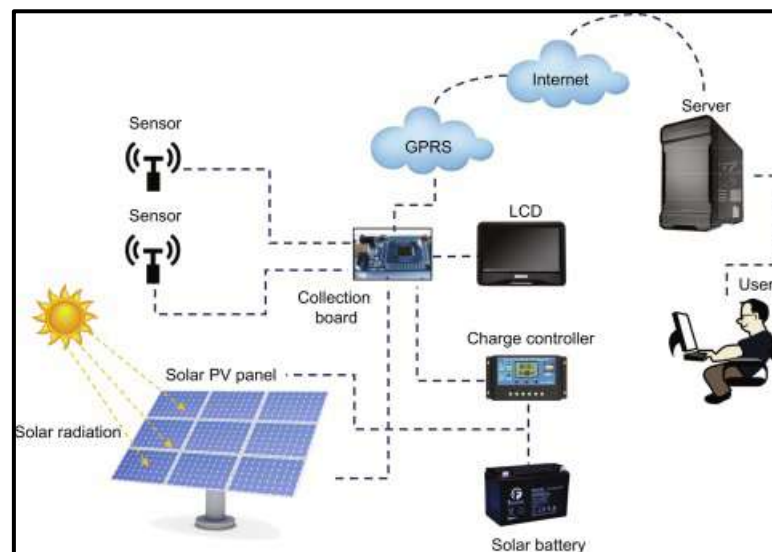 Internet
Server
Sensor
GPRS
Sensor
LCD
Collection
board
User
Charge controller
Solar PV panel
Solar radiation
Solar battery